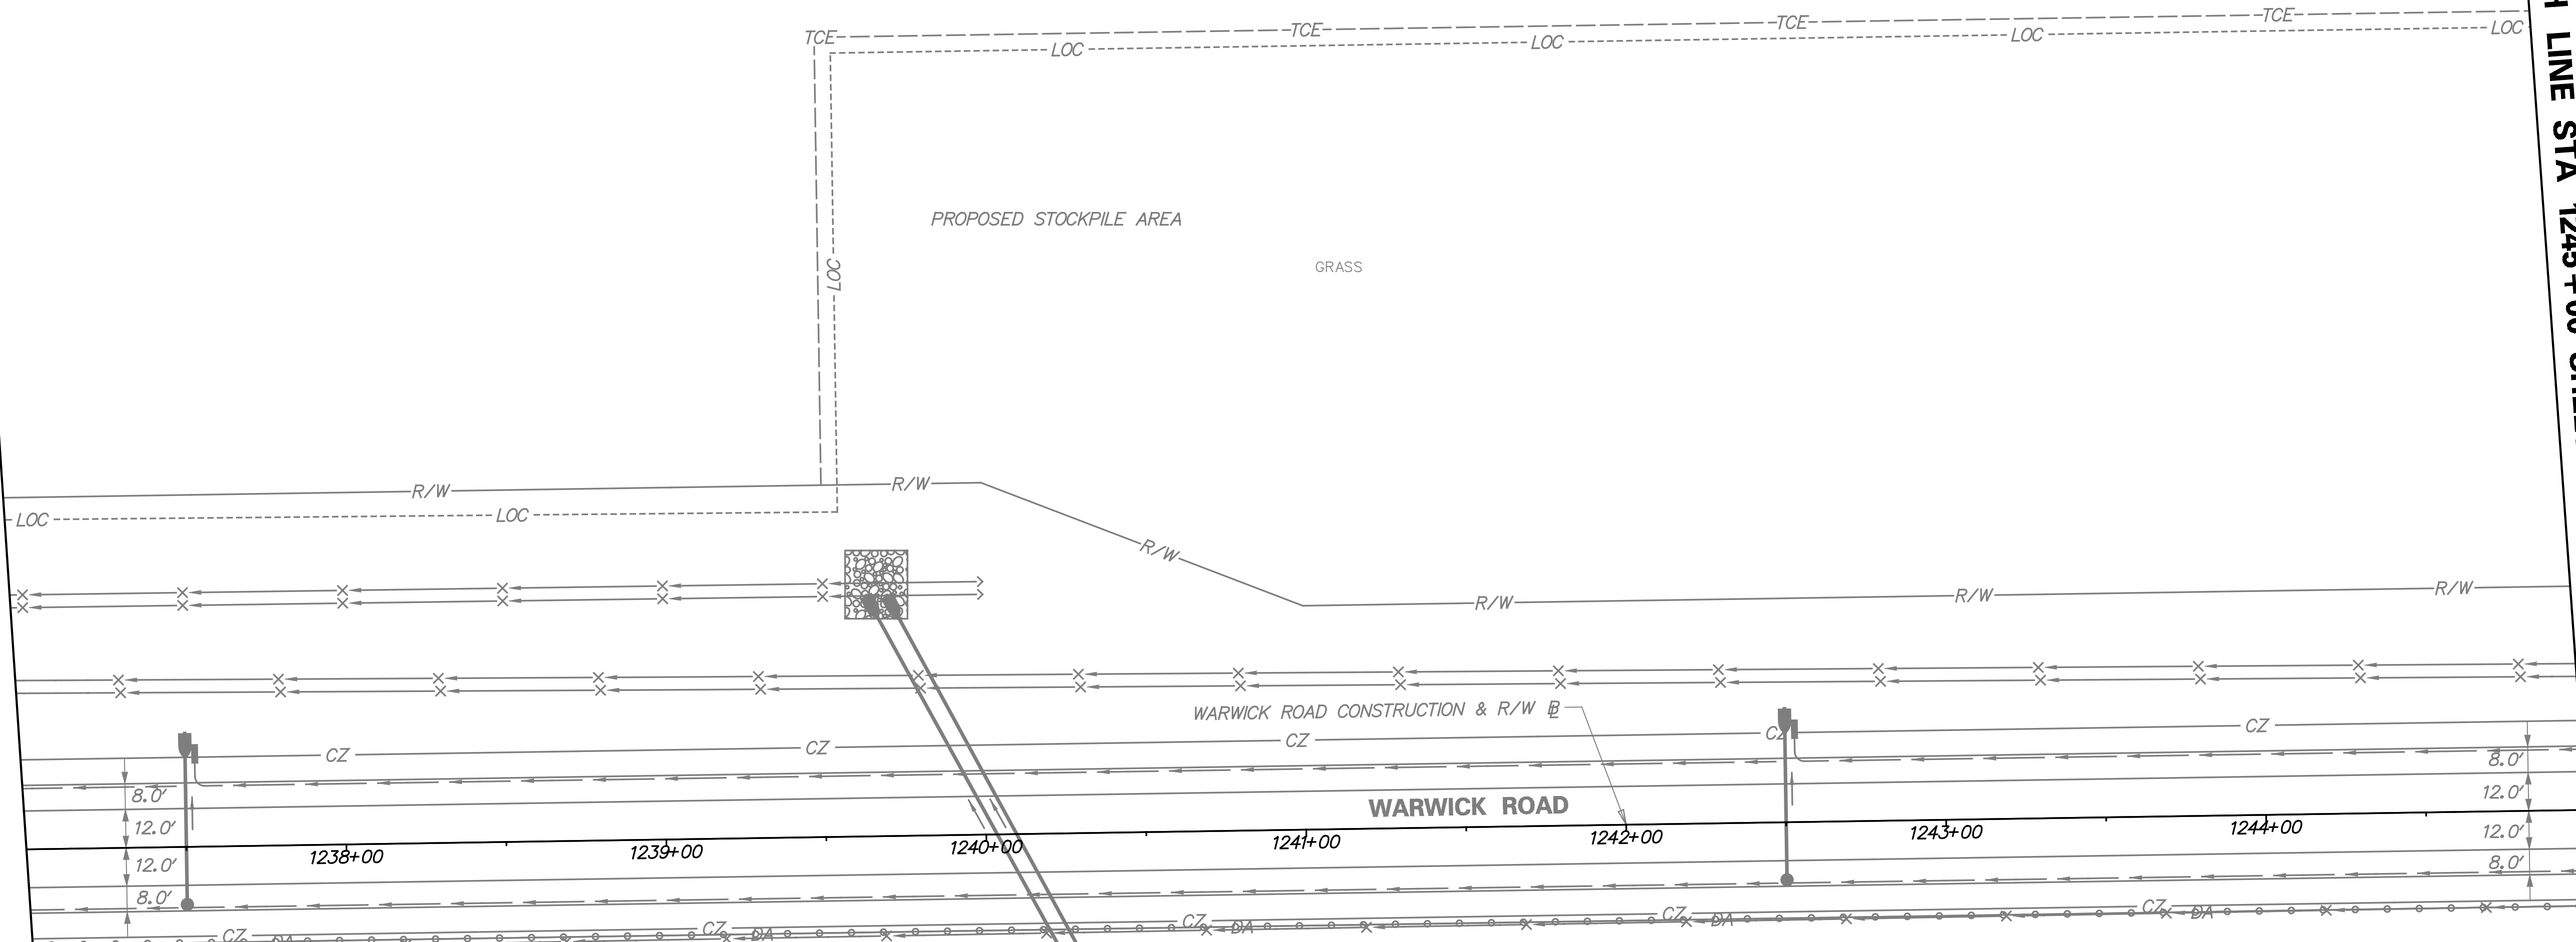 TCE TCE TCE TCE
LOC LOC LOC LOC
LINE STA 1245+00
PROPOSED STOCKPILE AREA
GRASS
LOC
R/W R/W
LOC LOC
R/W
R/W R/W R/W
WARWICK ROAD CONSTRUCTION & R/W
CZ CZ CZ CZ CZ
8.0' 8.0'
12.0' WARWICK ROAD 12.0'
1238+00 1239+00 1240+00 1241+00 1242+00 1243+00 1244+00
12.0' 12.0'
8.0' 8.0'
CZ CZ CZ CZ CZ
DA DA DA DA DA